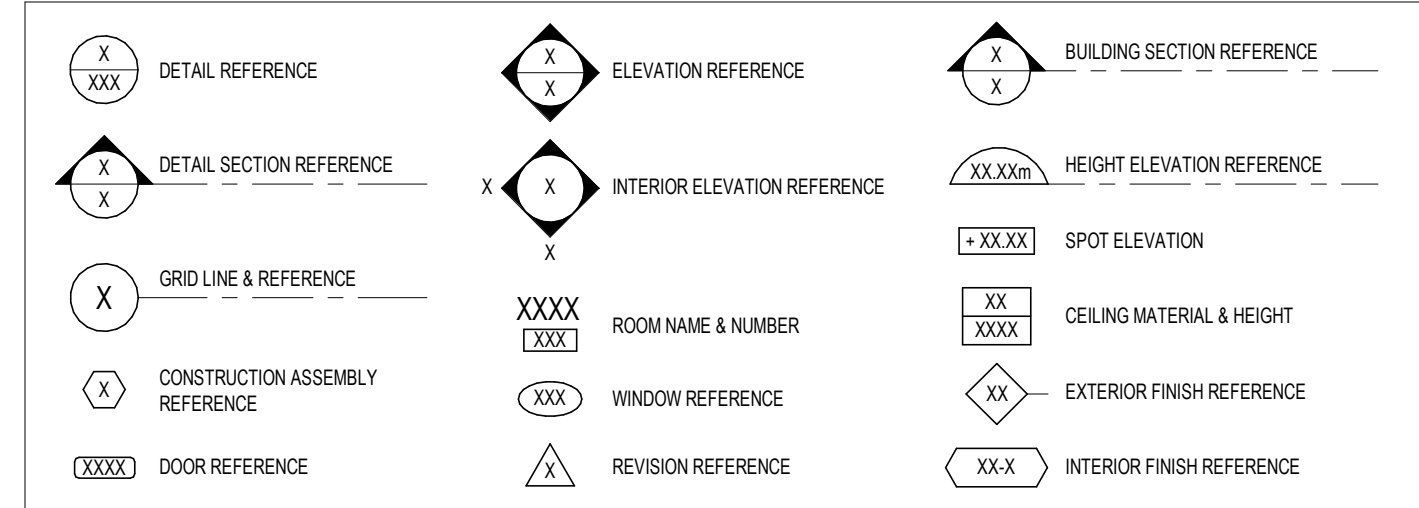 X
XXX
DETAIL REFERENCE
X
X
DETAIL SECTION REFERENCE
X
GRID LINE & REFERENCE
X
CONSTRUCTION ASSEMBLY
REFERENCE
XXXX
DOOR REFERENCE
X
X
ELEVATION REFERENCE
X
X
X
INTERIOR ELEVATION REFERENCE
XXXX
XXX
ROOM NAME & NUMBER
XXX
WINDOW REFERENCE
X
REVISION REFERENCE
X
X
BUILDING SECTION REFERENCE
XX.XXm
HEIGHT ELEVATION REFERENCE
+ XX.XX
SPOT ELEVATION
XX
XXXX
CEILING MATERIAL & HEIGHT
XX
EXTERIOR FINISH REFERENCE
XX-X
INTERIOR FINISH REFERENCE